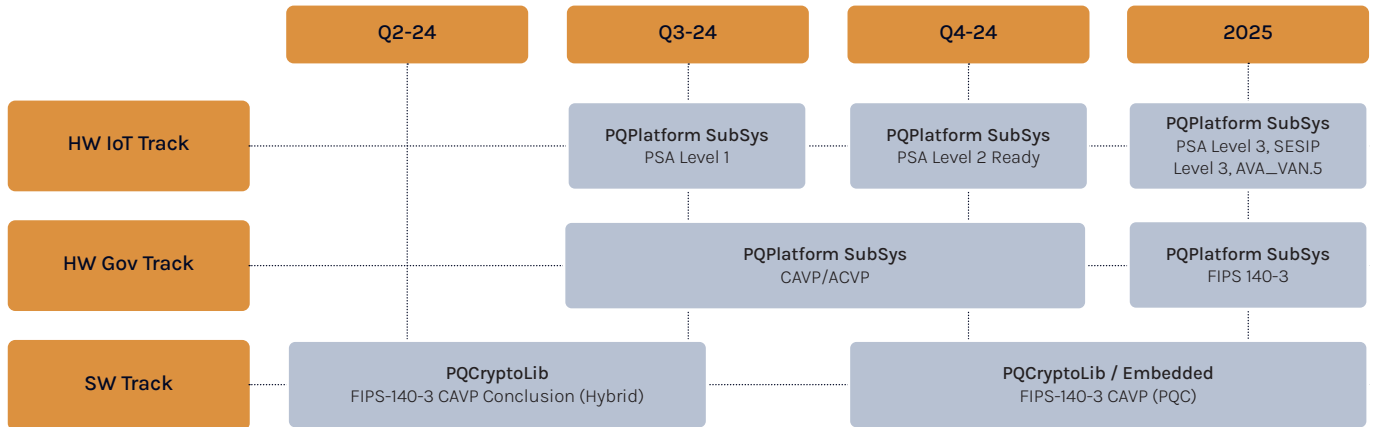 Q2-24
Q3-24
Q4-24
2025
HW IoT Track
PQPlatform SubSys
PSA Level 1
PQPlatform SubSys
PSA Level 2 Ready
PQPlatform SubSys
PSA Level 3, SESIP
Level 3, AVA_VAN.5
HW Gov Track
PQPlatform SubSys
CAVP/ACVP
PQPlatform SubSys
FIPS 140-3
SW Track
PQCryptoLib
FIPS-140-3 CAVP Conclusion (Hybrid)
PQCryptoLib / Embedded
FIPS-140-3 CAVP (PQC)